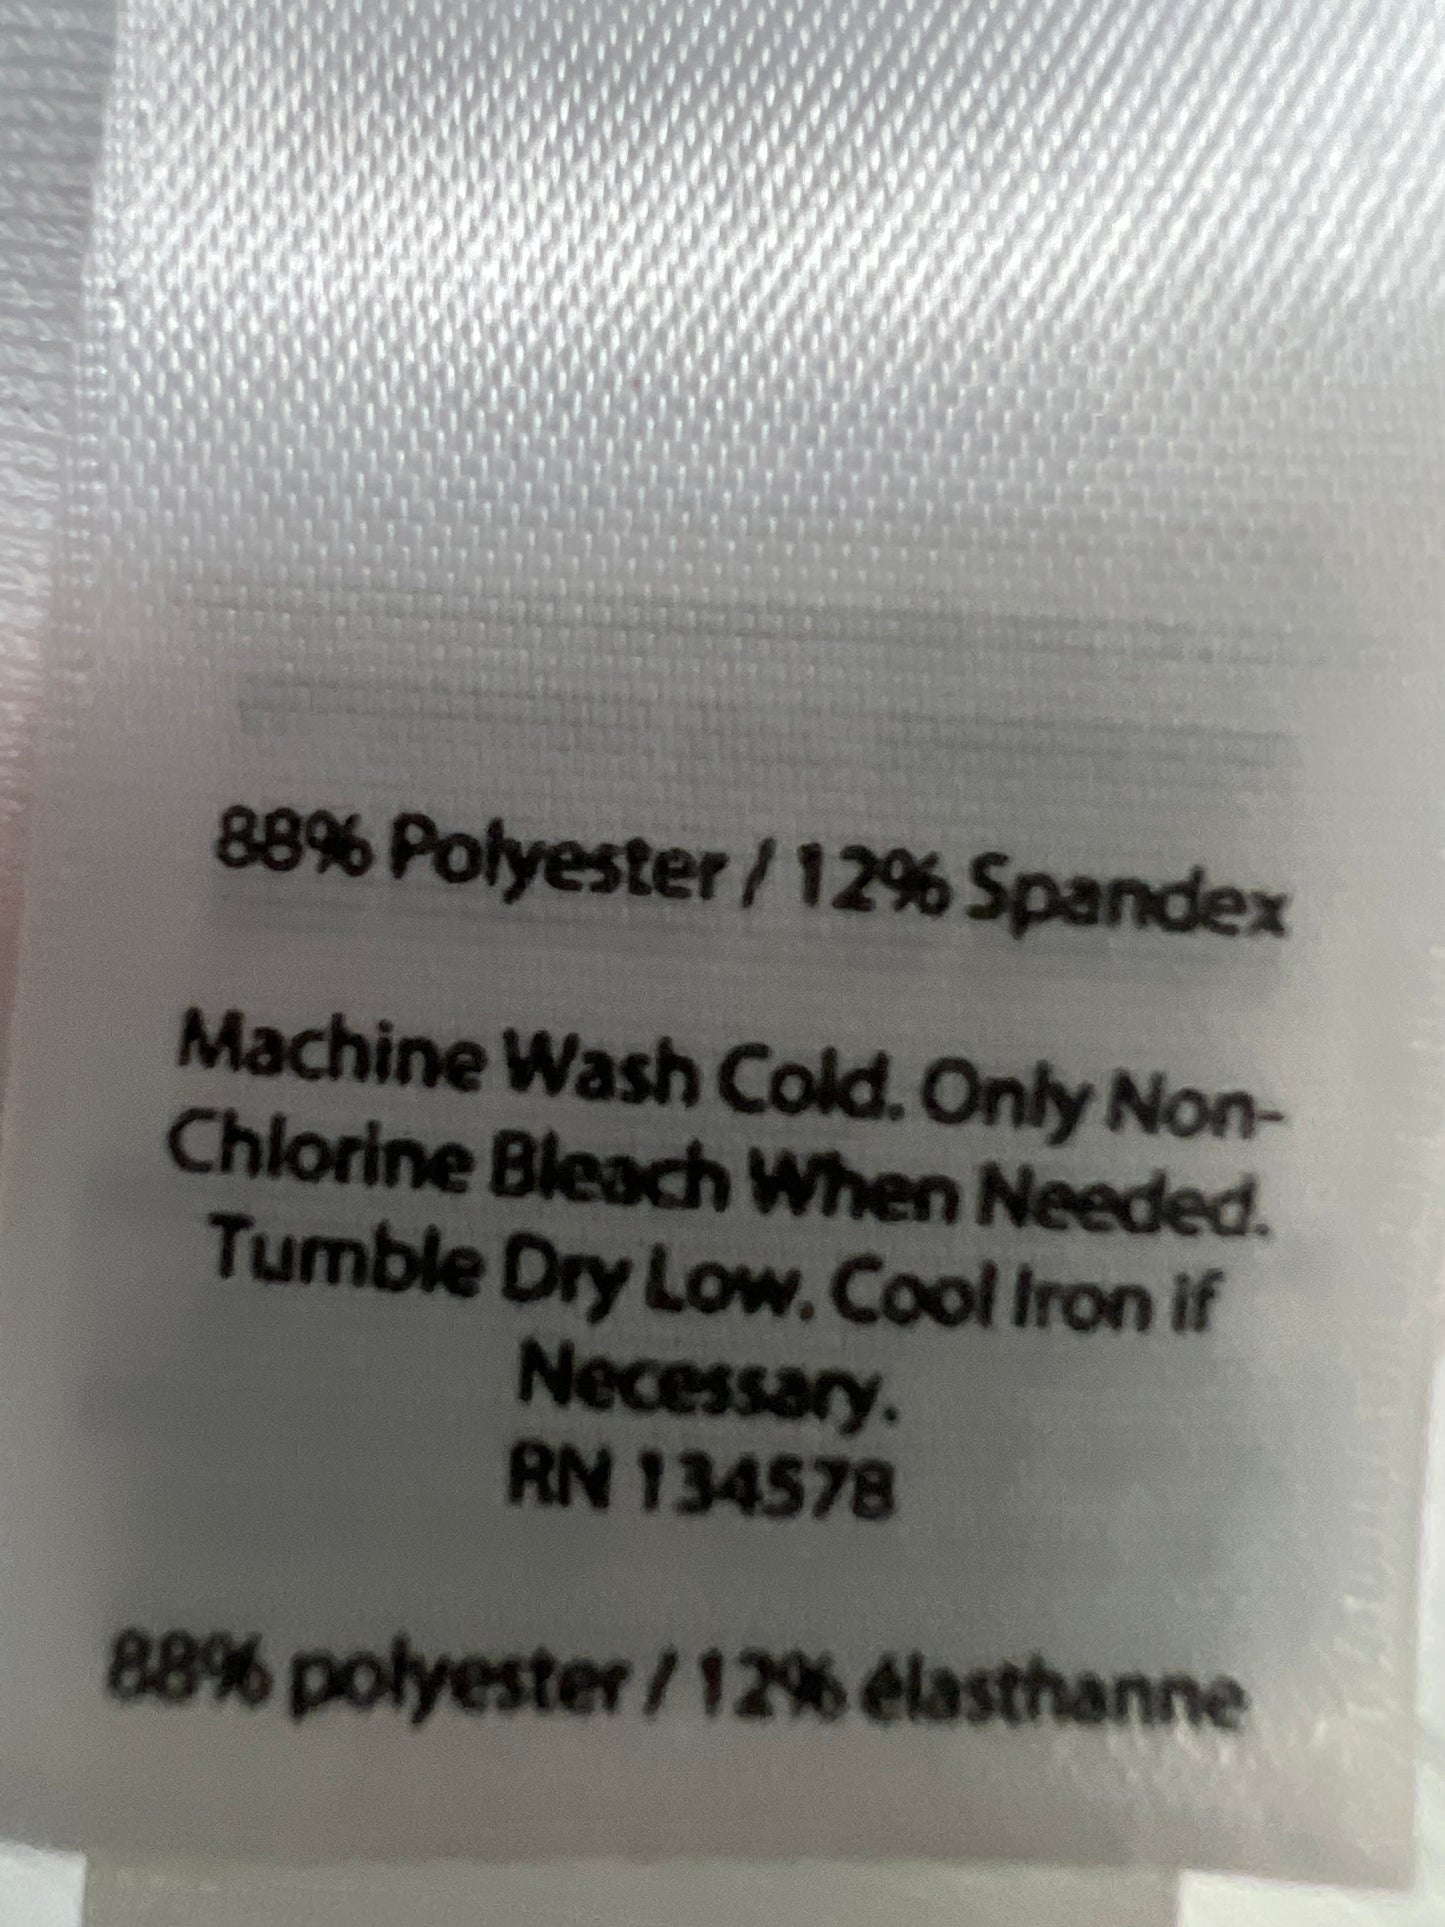 88% Polyester / 12% Spandex
Machine Wash Cold. Only Non-
Chlorine Bleach When Needed.
Tumble Dry Low. Cool Iron if
Necessary.
RN 134578
88% polyester / 12% élasthanne